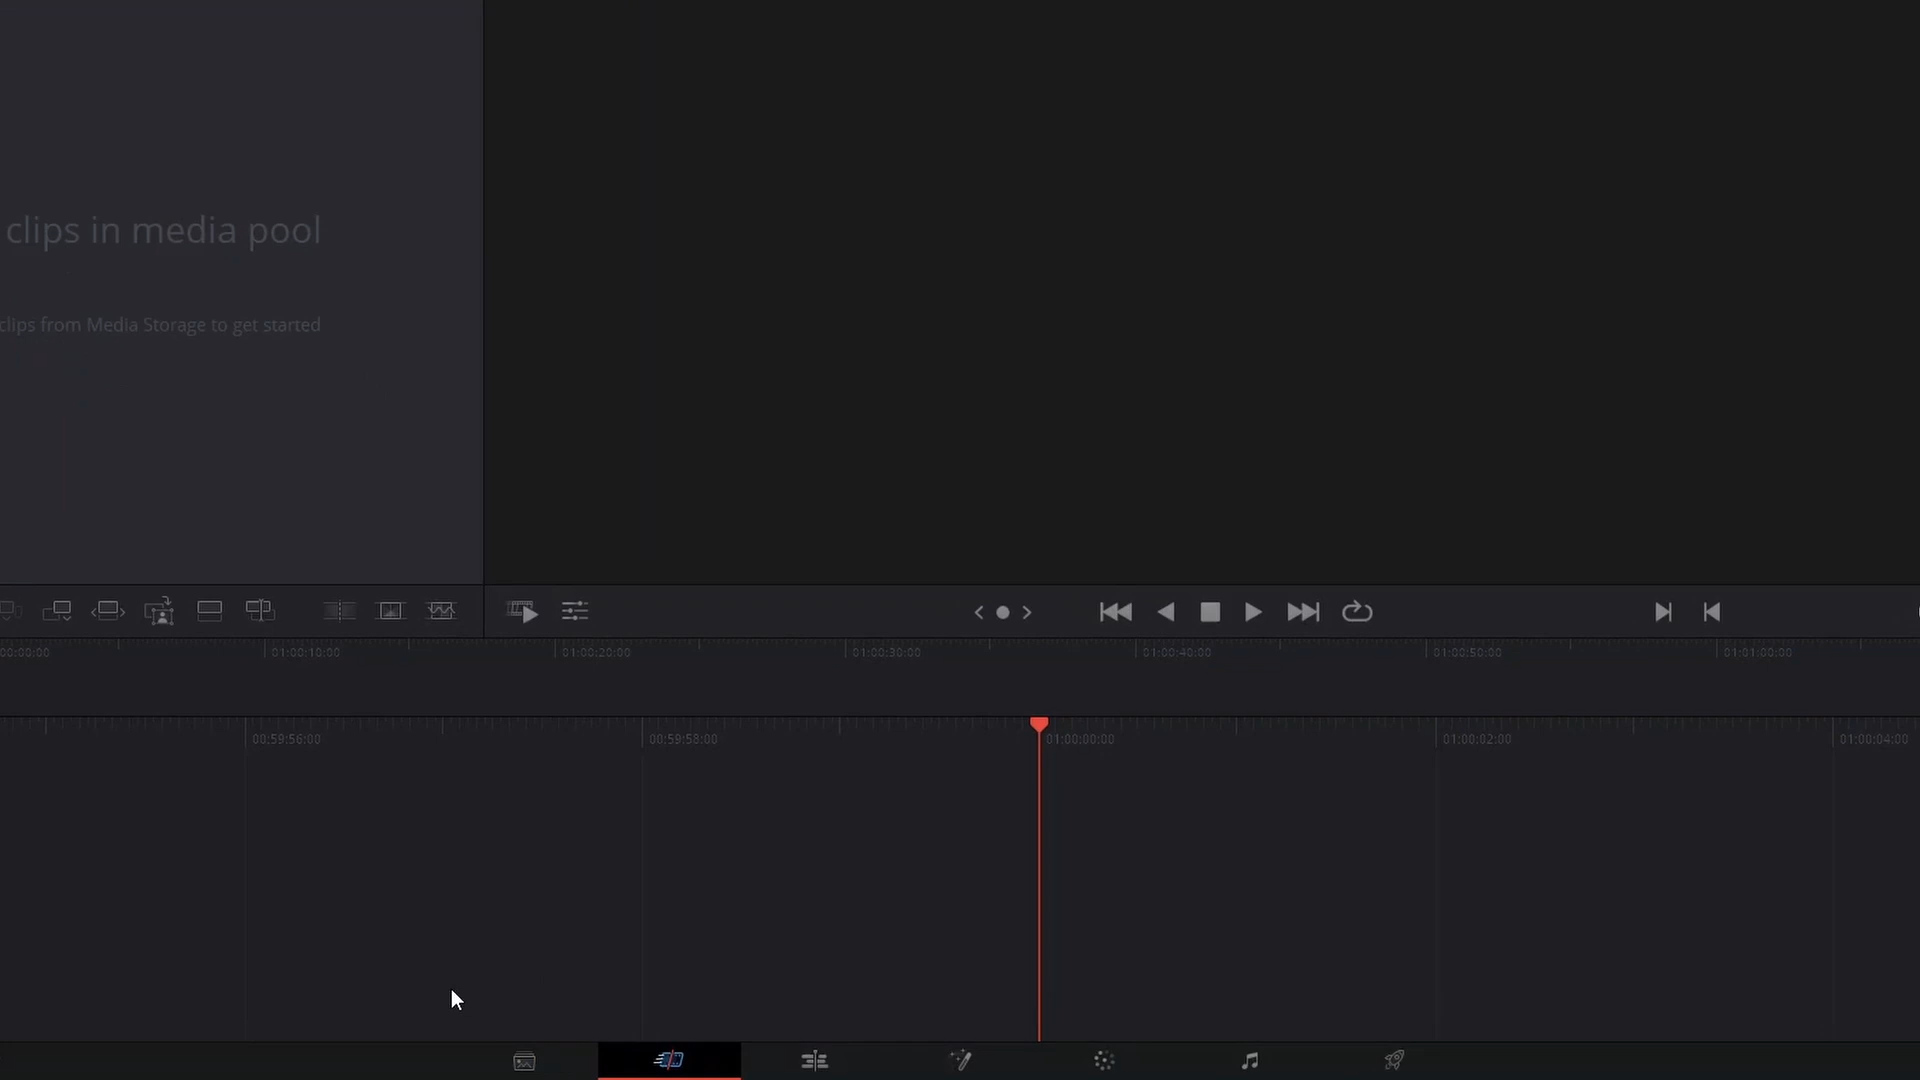 clips in media pool
clips from Media Storage to get started
00:00:00 01:00:10:00 01:00:20:00 01:00:30:00 01:00:40:00 01:00:50:00 01:01:00:00
00:59:56:00 00:59:58:00 01:00:00:00 01:00:02:00 01:00:04:00